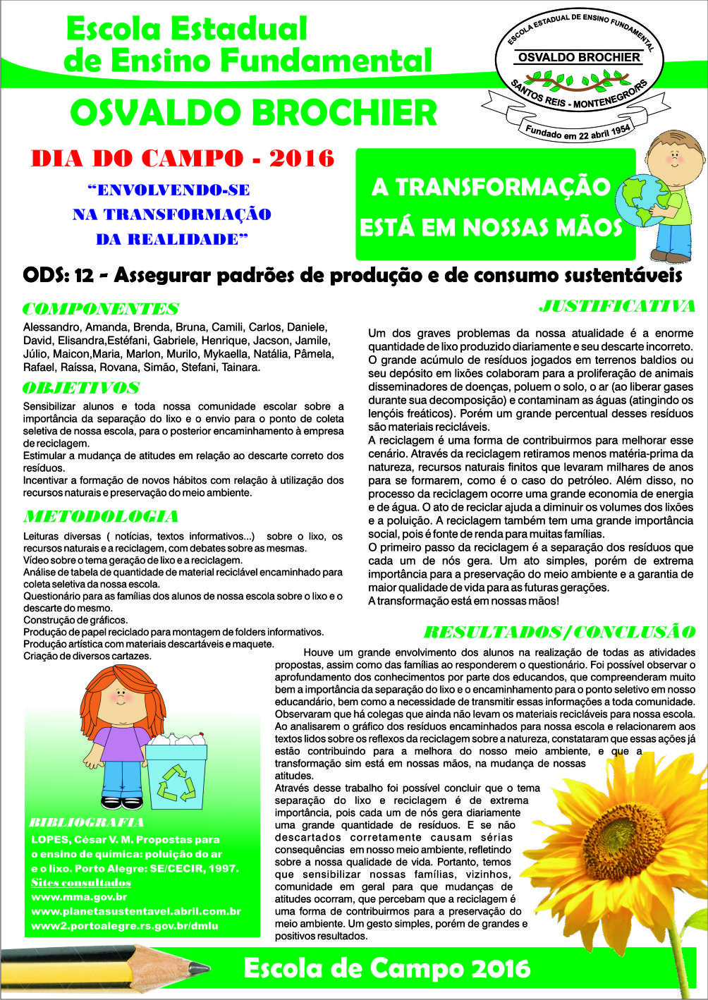 Escola Estadual
de Ensino Fundamental
OSVALDO BROCHIER
ESCOLA ESTADUAL DE ENSINO FUNDAMENTAL
OSVALDO BROCHIER
SANTOS REIS - MONTENEGRO/RS
Fundado em 22 abril 1954
DIA DO CAMPO - 2016
“ENVOLVENDO-SE
NA TRANSFORMAÇÃO
DA REALIDADE”
A TRANSFORMAÇÃO
ESTÁ EM NOSSAS MÃOS
ODS: 12 - Assegurar padrões de produção e de consumo sustentáveis
COMPONENTES
Alessandro, Amanda, Brenda, Bruna, Camili, Carlos, Daniele,
David, Elisandra,Estéfani, Gabriele, Henrique, Jacson, Jamile,
Júlio, Maicon,Maria, Marlon, Murilo, Mykaella, Natália, Pâmela,
Rafael, Raíssa, Rovana, Simão, Stefani, Tainara.
OBJETIVOS
Sensibilizar alunos e toda nossa comunidade escolar sobre a
importância da separação do lixo e o envio para o ponto de coleta
seletiva de nossa escola, para o posterior encaminhamento à empresa
de reciclagem.
Estimular a mudança de atitudes em relação ao descarte correto dos
resíduos.
Incentivar a formação de novos hábitos com relação à utilização dos
recursos naturais e preservação do meio ambiente.
METODOLOGIA
Leituras diversas ( notícias, textos informativos...) sobre o lixo, os
recursos naturais e a reciclagem, com debates sobre as mesmas.
Vídeo sobre o tema geração de lixo e a reciclagem.
Análise de tabela de quantidade de material reciclável encaminhado para
coleta seletiva da nossa escola.
Questionário para as famílias dos alunos de nossa escola sobre o lixo e o
descarte do mesmo.
Construção de gráficos.
Produção de papel reciclado para montagem de folders informativos.
Produção artística com materiais descartáveis e maquete.
Criação de diversos cartazes.
JUSTIFICATIVA
Um dos graves problemas da nossa atualidade é a enorme
quantidade de lixo produzido diariamente e seu descarte incorreto.
O grande acúmulo de resíduos jogados em terrenos baldios ou
seu depósito em lixões colaboram para a proliferação de animais
disseminadores de doenças, poluem o solo, o ar (ao liberar gases
durante sua decomposição) e contaminam as águas (atingindo os
lençóis freáticos). Porém um grande percentual desses resíduos
são materiais recicláveis.
A reciclagem é uma forma de contribuirmos para melhorar esse
cenário. Através da reciclagem retiramos menos matéria-prima da
natureza, recursos naturais finitos que levaram milhares de anos
para se formarem, como é o caso do petróleo. Além disso, no
processo da reciclagem ocorre uma grande economia de energia
e de água. O ato de reciclar ajuda a diminuir os volumes dos lixões
e a poluição. A reciclagem também tem uma grande importância
social, pois é fonte de renda para muitas famílias.
O primeiro passo da reciclagem é a separação dos resíduos que
cada um de nós gera. Um ato simples, porém de extrema
importância para a preservação do meio ambiente e a garantia de
maior qualidade de vida para as futuras gerações.
A transformação está em nossas mãos!
RESULTADOS/CONCLUSÃO
Houve um grande envolvimento dos alunos na realização de todas as atividades
propostas, assim como das famílias ao responderem o questionário. Foi possível observar o
aprofundamento dos conhecimentos por parte dos educandos, que compreenderam muito
bem a importância da separação do lixo e o encaminhamento para o ponto seletivo em nosso
educandário, bem como a necessidade de transmitir essas informações a toda comunidade.
Observaram que há colegas que ainda não levam os materiais recicláveis para nossa escola.
Ao analisarem o gráfico dos resíduos encaminhados para nossa escola e relacionarem aos
textos lidos sobre os reflexos da reciclagem sobre a natureza, constataram que essas ações já
estão contribuindo para a melhora do nosso meio ambiente, e que a
transformação sim está em nossas mãos, na mudança de nossas
atitudes.
Através desse trabalho foi possível concluir que o tema
separação do lixo e reciclagem é de extrema
importância, pois cada um de nós gera diariamente
uma grande quantidade de resíduos. E se não
descartados corretamente causam sérias
consequências em nosso meio ambiente, refletindo
sobre a nossa qualidade de vida. Portanto, temos
que sensibilizar nossas famílias, vizinhos,
comunidade em geral para que mudanças de
atitudes ocorram, que percebam que a reciclagem é
uma forma de contribuirmos para a preservação do
meio ambiente. Um gesto simples, porém de grandes e
positivos resultados.
BIBLIOGRAFIA
LOPES, César V. M. Propostas para
o ensino de química: poluição do ar
e o lixo. Porto Alegre: SE/CECIR, 1997.
Sites consultados
www.mma.gov.br
www.planetasustentavel.abril.com.br
www2.portoalegre.rs.gov.br/dmlu
Escola de Campo 2016